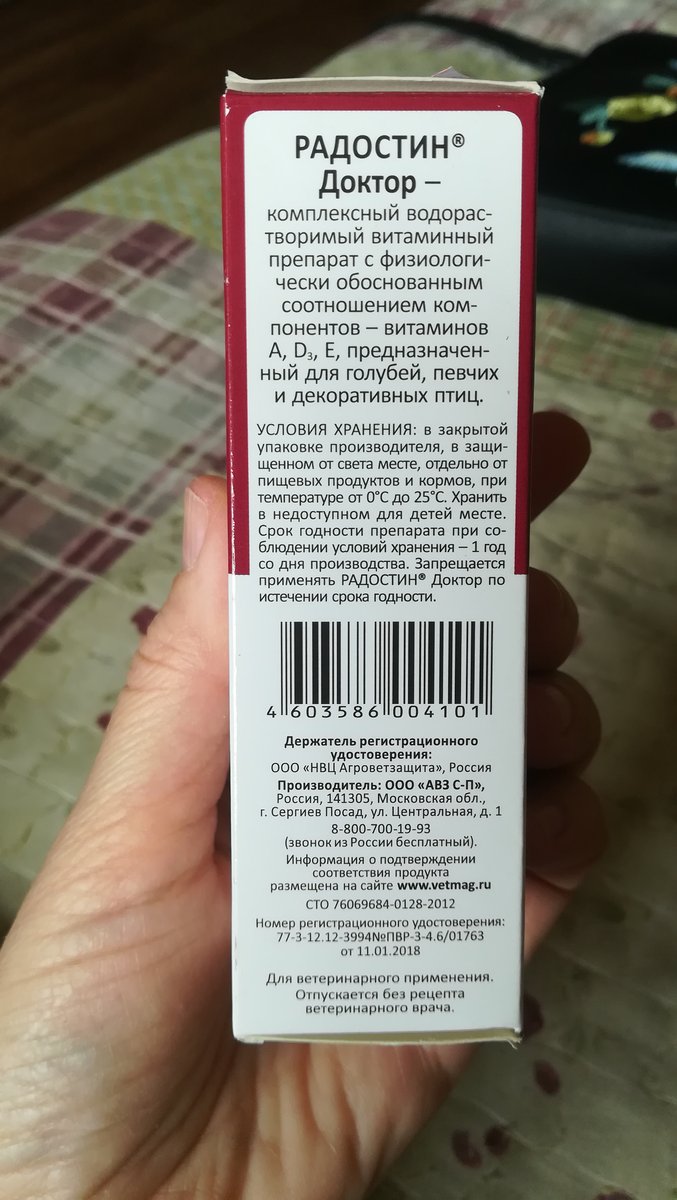 РАДОСТИН®
Доктор –
комплексный водорас-
творимый витаминный
препарат с физиологи-
чески обоснованным
соотношением ком-
понентов – витаминов
A, D₃, E, предназначен-
ный для голубей, певчих
и декоративных птиц.
УСЛОВИЯ ХРАНЕНИЯ: в закрытой
упаковке производителя, в защи-
щенном от света месте, отдельно от
пищевых продуктов и кормов, при
температуре от 0°С до 25°С. Хранить
в недоступном для детей месте.
Срок годности препарата при со-
блюдении условий хранения – 1 год
со дня производства. Запрещается
применять РАДОСТИН® Доктор по
истечении срока годности.
4 603586 004101
Держатель регистрационного
удостоверения:
ООО «НВЦ Агроветзащита», Россия
Производитель: ООО «АВЗ С-П»,
Россия, 141305, Московская обл.,
г. Сергиев Посад, ул. Центральная, д. 1
8-800-700-19-93
(звонок из России бесплатный).
Информация о подтверждении
соответствия продукта
размещена на сайте www.vetmag.ru
СТО 76069684-0128-2012
Номер регистрационного удостоверения:
77-3-12.12-3994№ПВР-3-4.6/01763
от 11.01.2018
Для ветеринарного применения.
Отпускается без рецепта
ветеринарного врача.